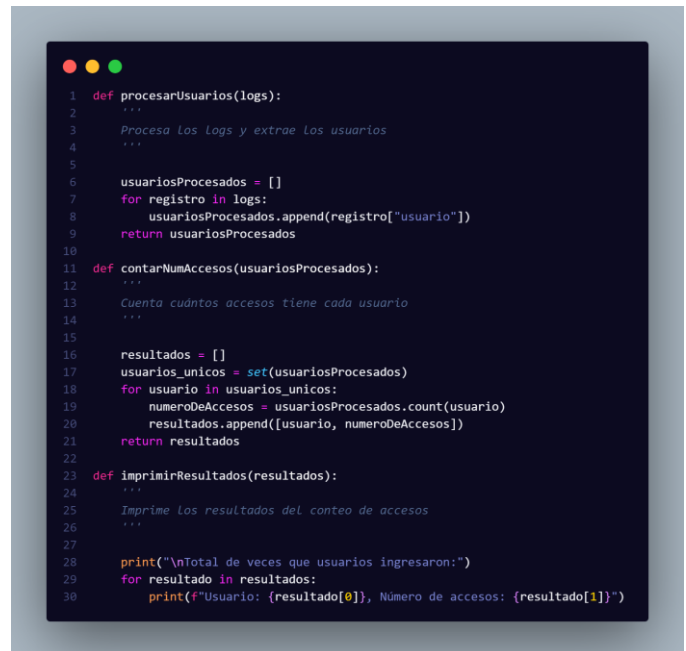 1 def procesarUsuarios(logs):
2     '''
3     Procesa los logs y extrae los usuarios
4     '''
5
6     usuariosProcesados = []
7     for registro in logs:
8         usuariosProcesados.append(registro["usuario"])
9     return usuariosProcesados
10
11 def contarNumAccesos(usuariosProcesados):
12     '''
13     Cuenta cuántos accesos tiene cada usuario
14     '''
15
16     resultados = []
17     usuarios_unicos = set(usuariosProcesados)
18     for usuario in usuarios_unicos:
19         numeroDeAccesos = usuariosProcesados.count(usuario)
20         resultados.append([usuario, numeroDeAccesos])
21     return resultados
22
23 def imprimirResultados(resultados):
24     '''
25     Imprime los resultados del conteo de accesos
26     '''
27
28     print("\nTotal de veces que usuarios ingresaron:")
29     for resultado in resultados:
30         print(f"Usuario: {resultado[0]}, Número de accesos: {resultado[1]}")